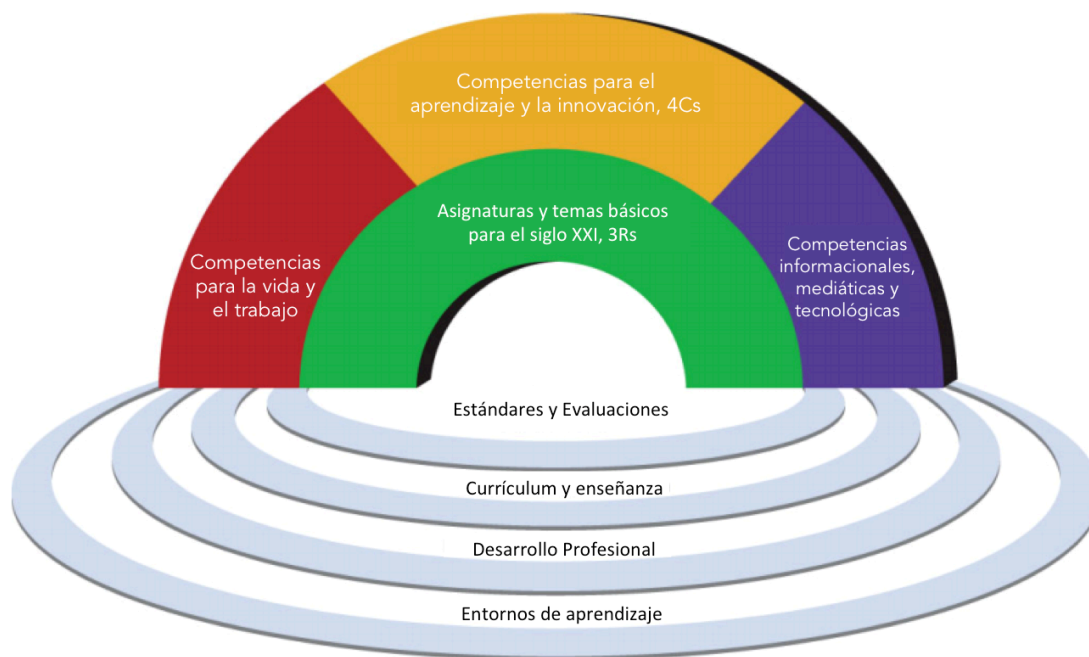 Competencias para el
aprendizaje y la innovación, 4Cs
Asignaturas y temas básicos
para el siglo XXI, 3Rs
Competencias
para la vida y
el trabajo
Competencias
informacionales,
mediáticas y
tecnológicas
Estándares y Evaluaciones
Currículum y enseñanza
Desarrollo Profesional
Entornos de aprendizaje